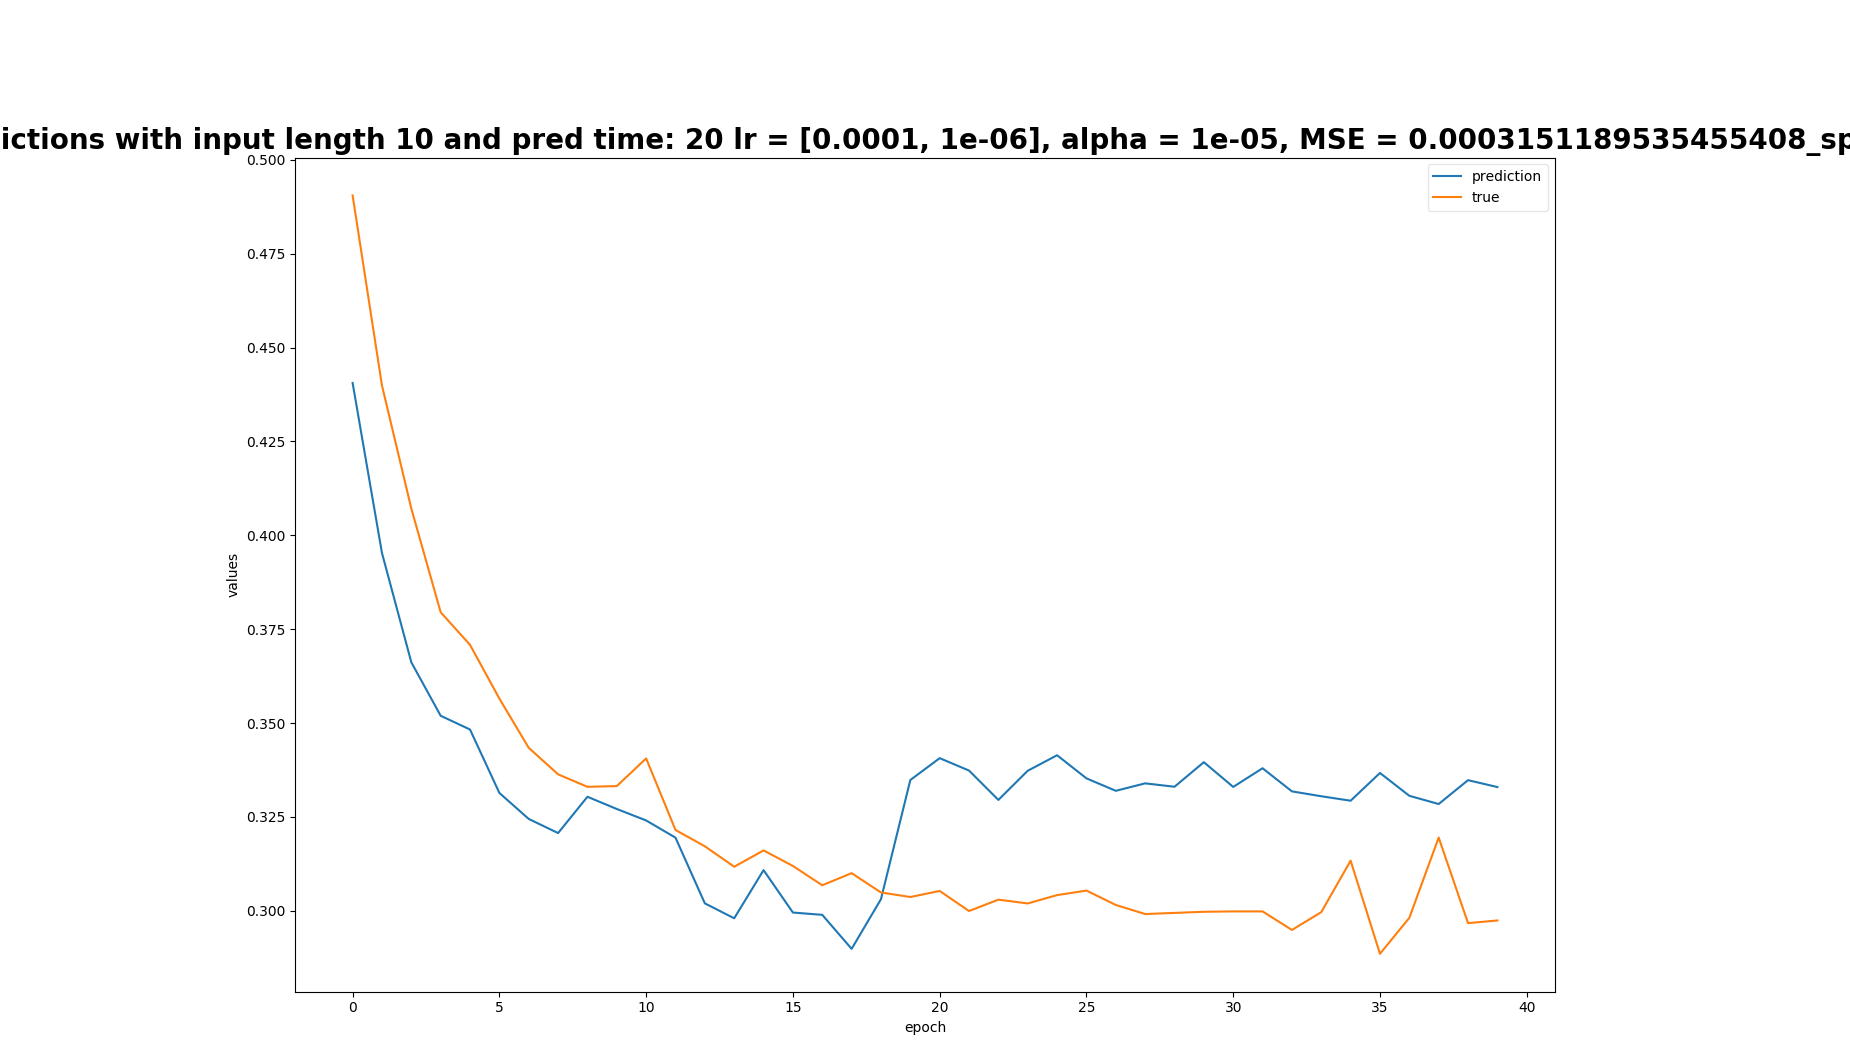 ictions with input length 10 and pred time: 20 lr = [0.0001, 1e-06], alpha = 1e-05, MSE = 0.0003151189535455408_sp
prediction
true
0.500
0.475
0.450
0.425
0.400
0.375
0.350
0.325
0.300
values
0 5 10 15 20 25 30 35 40
epoch